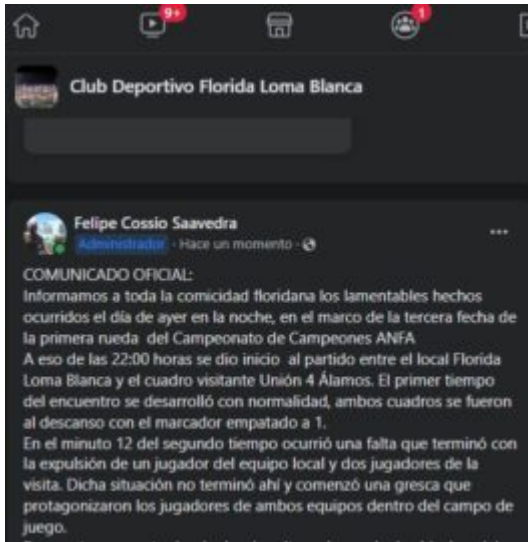 9+
1
Club Deportivo Florida Loma Blanca
Felipe Cossio Saavedra
Administrador · Hace un momento ·
COMUNICADO OFICIAL:
Informamos a toda la comicidad floridana los lamentables hechos
ocurridos el día de ayer en la noche, en el marco de la tercera fecha de
la primera rueda del Campeonato de Campeones ANFA
A eso de las 22:00 horas se dio inicio al partido entre el local Florida
Loma Blanca y el cuadro visitante Unión 4 Álamos. El primer tiempo
del encuentro se desarrolló con normalidad, ambos cuadros se fueron
al descanso con el marcador empatado a 1.
En el minuto 12 del segundo tiempo ocurrió una falta que terminó con
la expulsión de un jugador del equipo local y dos jugadores de la
visita. Dicha situación no terminó ahí y comenzó una gresca que
protagonizaron los jugadores de ambos equipos dentro del campo de
juego.